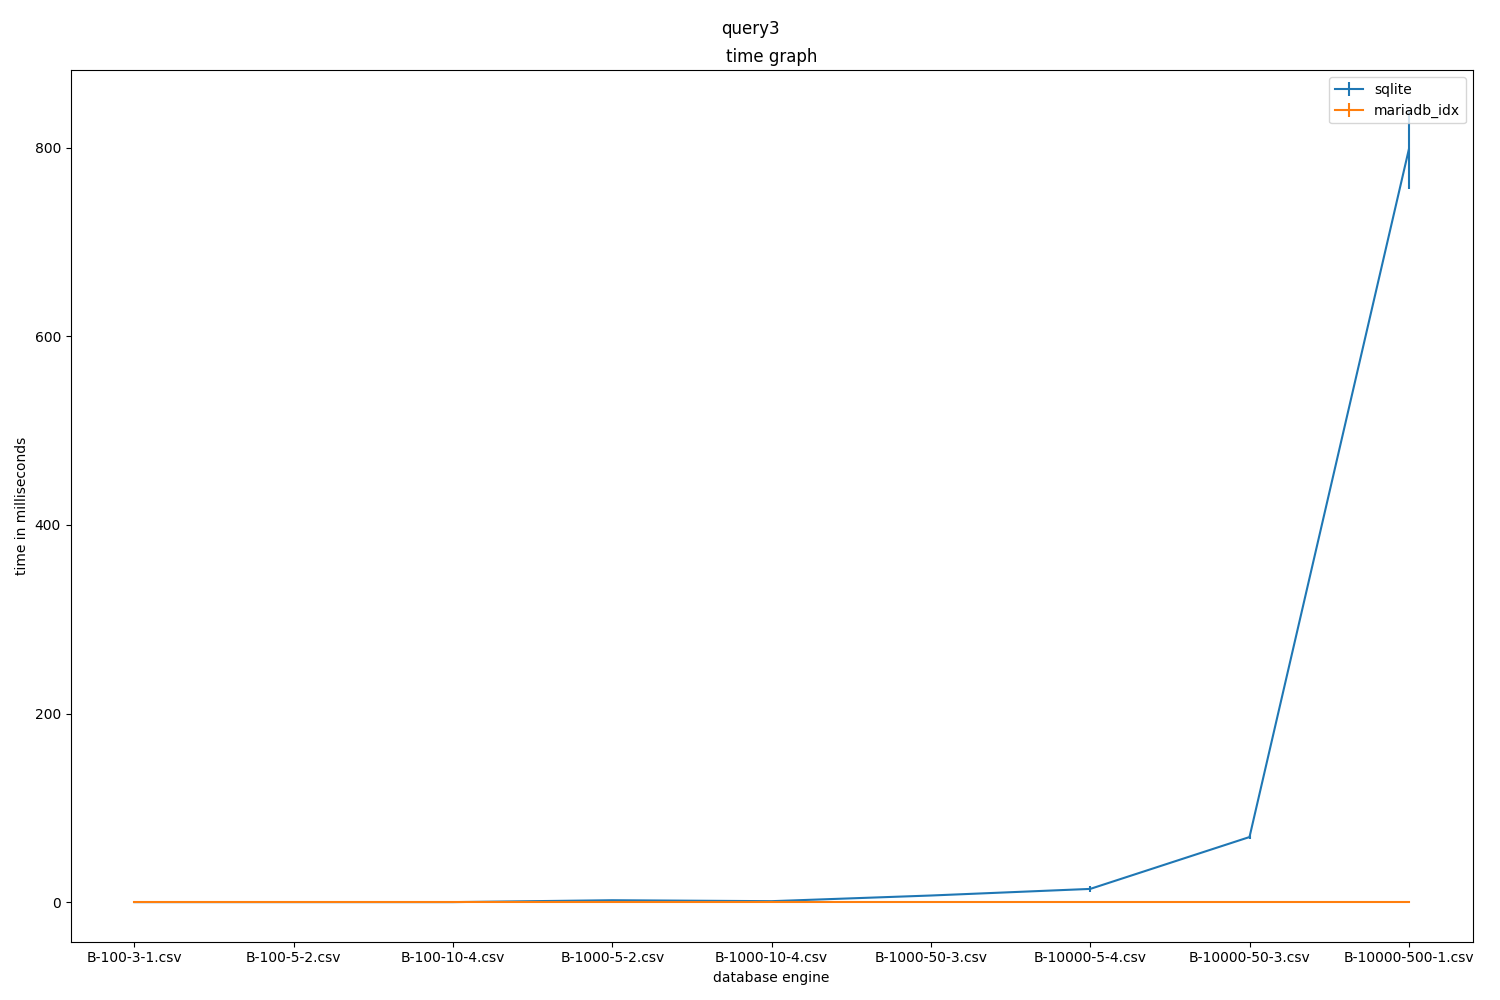 query3
time graph
sqlite
mariadb_idx
time in milliseconds
800
600
400
200
0
B-100-3-1.csv
B-100-5-2.csv
B-100-10-4.csv
B-1000-5-2.csv
B-1000-10-4.csv
B-1000-50-3.csv
B-10000-5-4.csv
B-10000-50-3.csv
B-10000-500-1.csv
database engine